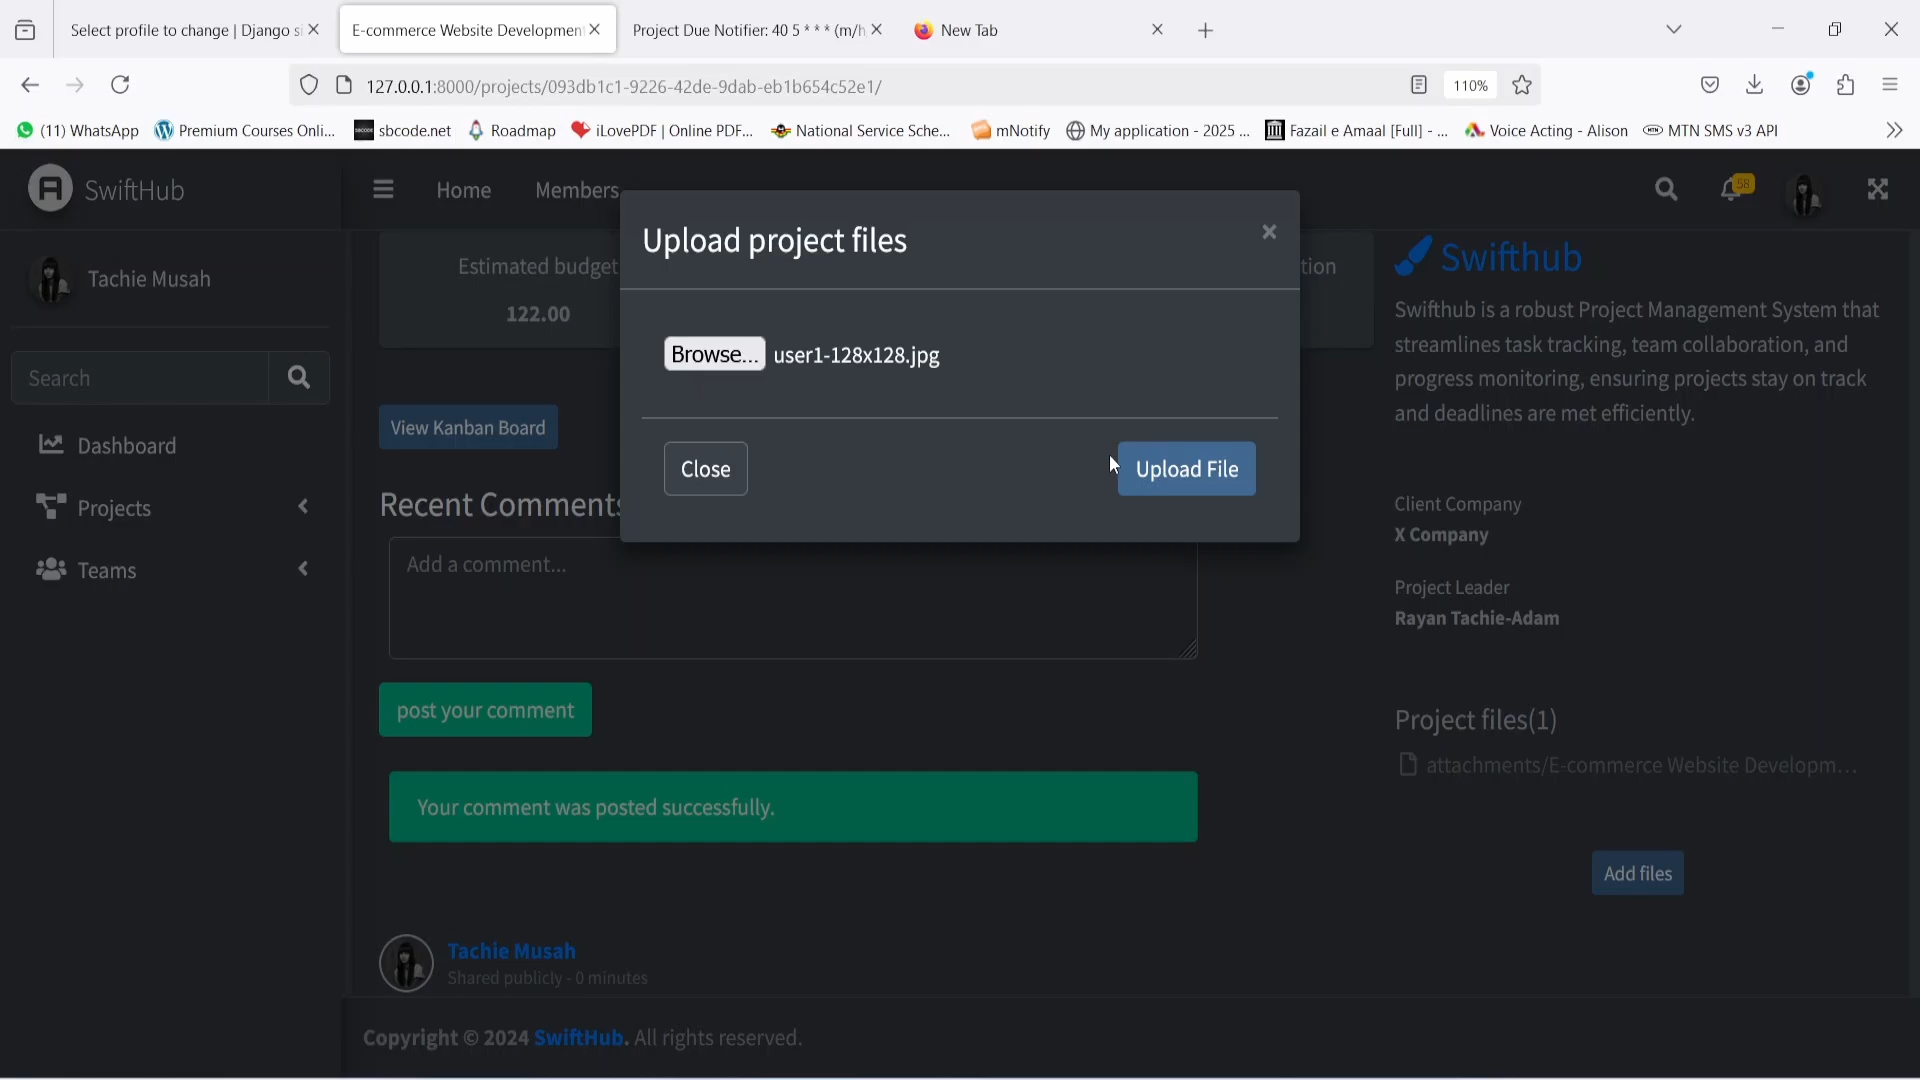 Select profile to change | Django si
E-commerce Website Development
Project Due Notifier: 40 5 * * * (m/h
New Tab
127.0.0.1:8000/projects/093db1c1-9226-42de-9dab-eb1b654c52e1/
110%
(11) WhatsApp
Premium Courses Onli...
sbcode.net
Roadmap
iLovePDF | Online PDF...
National Service Sche...
mNotify
My application - 2025 ...
Fazail e Amaal [Full] - ...
Voice Acting - Alison
MTN SMS v3 API
SwiftHub
Home
Members
58
Tachie Musah
Search
Dashboard
Projects
Teams
Estimated budget
122.00
tion
Upload project files
×
Browse...
user1-128x128.jpg
Close
Upload File
View Kanban Board
Recent Comments
Add a comment...
post your comment
Your comment was posted successfully.
Tachie Musah
Shared publicly - 0 minutes
Swifthub
Swifthub is a robust Project Management System that
streamlines task tracking, team collaboration, and
progress monitoring, ensuring projects stay on track
and deadlines are met efficiently.
Client Company
X Company
Project Leader
Rayan Tachie-Adam
Project files(1)
attachments/E-commerce Website Developm...
Add files
Copyright © 2024 SwiftHub. All rights reserved.